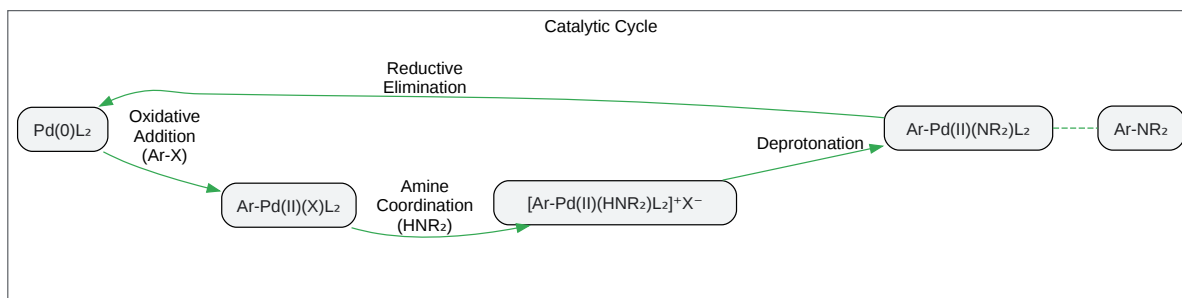 Catalytic Cycle
Reductive
Elimination
Pd(0)L₂
Oxidative
Addition
(Ar-X)
Ar-Pd(II)(X)L₂
Amine
Coordination
(HNR₂)
[Ar-Pd(II)(HNR₂)L₂]⁺X⁻
Deprotonation
Ar-Pd(II)(NR₂)L₂
Ar-NR₂